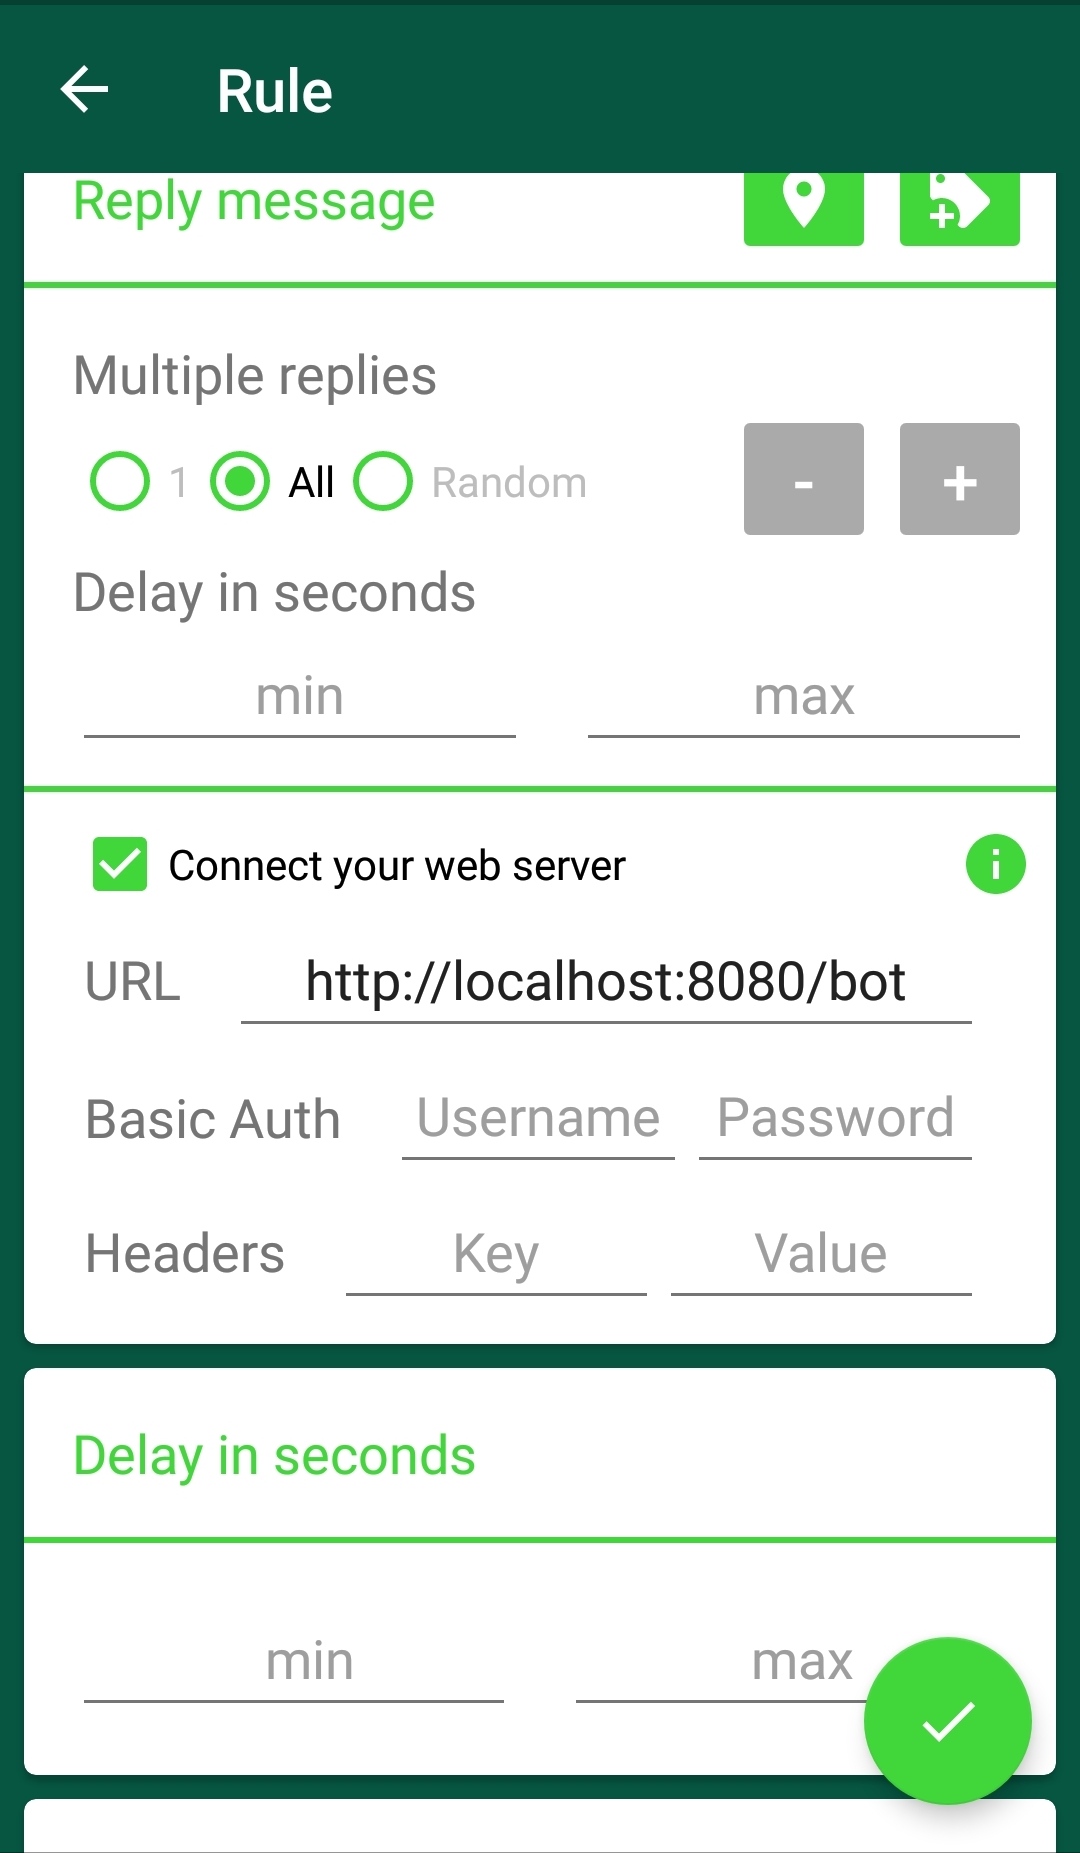 Rule
Reply message
Multiple replies
1 All Random - +
Delay in seconds
min max
Connect your web server i
URL http://localhost:8080/bot
Basic Auth Username Password
Headers Key Value
Delay in seconds
min max